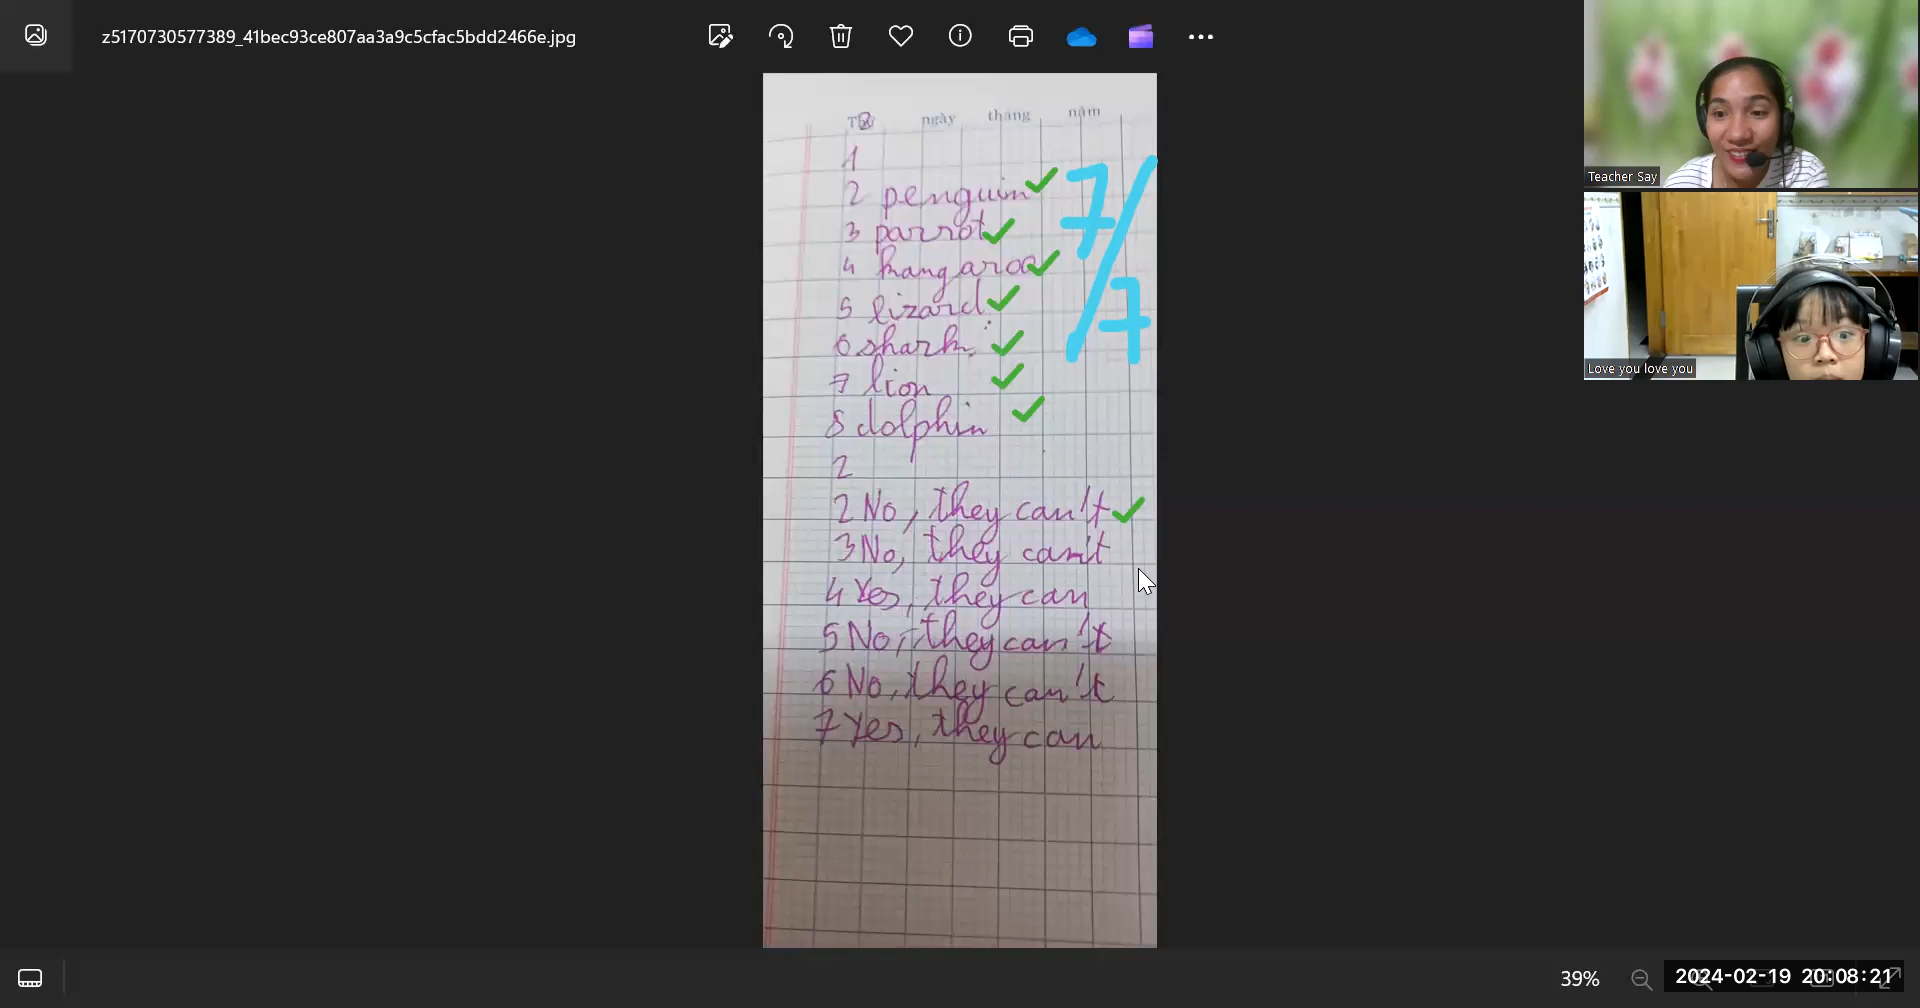 z5170730577389_41bec93ce807aa3a9c5cfac5bdd2466e.jpg
Thứ ngày tháng năm
1
2 penguin
3 parrot
4 kangaroo
5 lizard
6 shark
7 lion
8 dolphin
7/7
2
2 No, they can't
3 No, they can't
4 Yes, they can
5 No, they can't
6 No, they can't
7 Yes, they can
Teacher Say
Love you love you
39%
2024-02-19 20:08:21